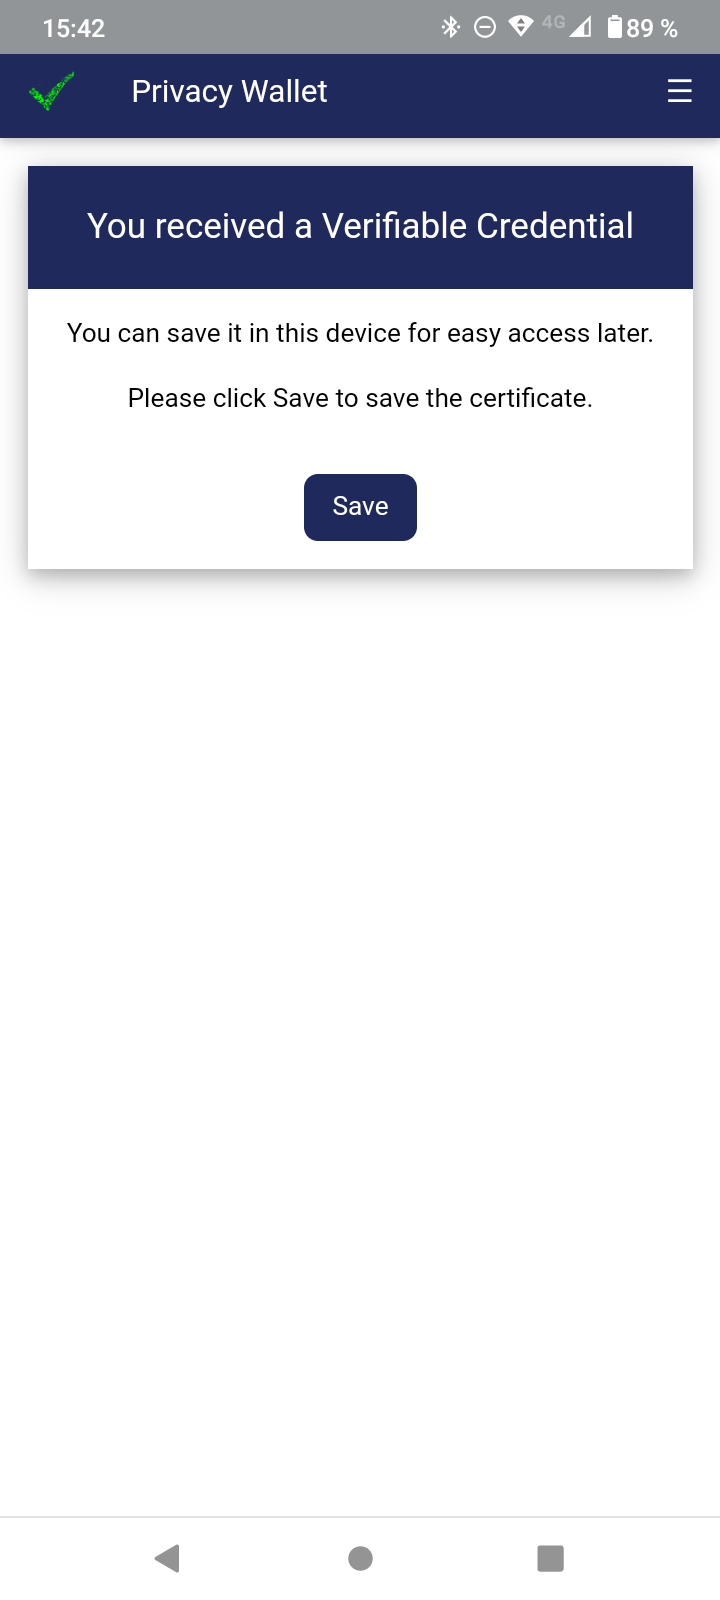 15:42 4G 89 %
Privacy Wallet
You received a Verifiable Credential
You can save it in this device for easy access later.
Please click Save to save the certificate.
Save